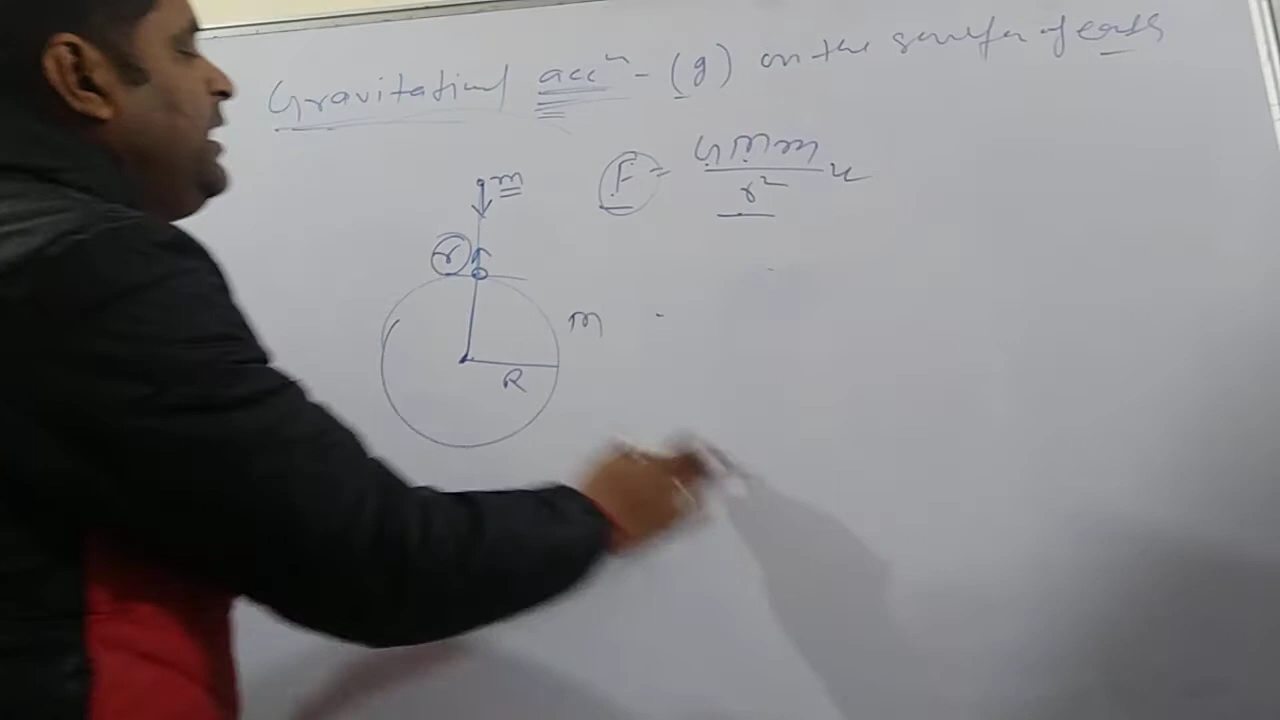 Gravitational accⁿ - (g) on the surface of earth
m
F = GMm/r² x
r
M
R